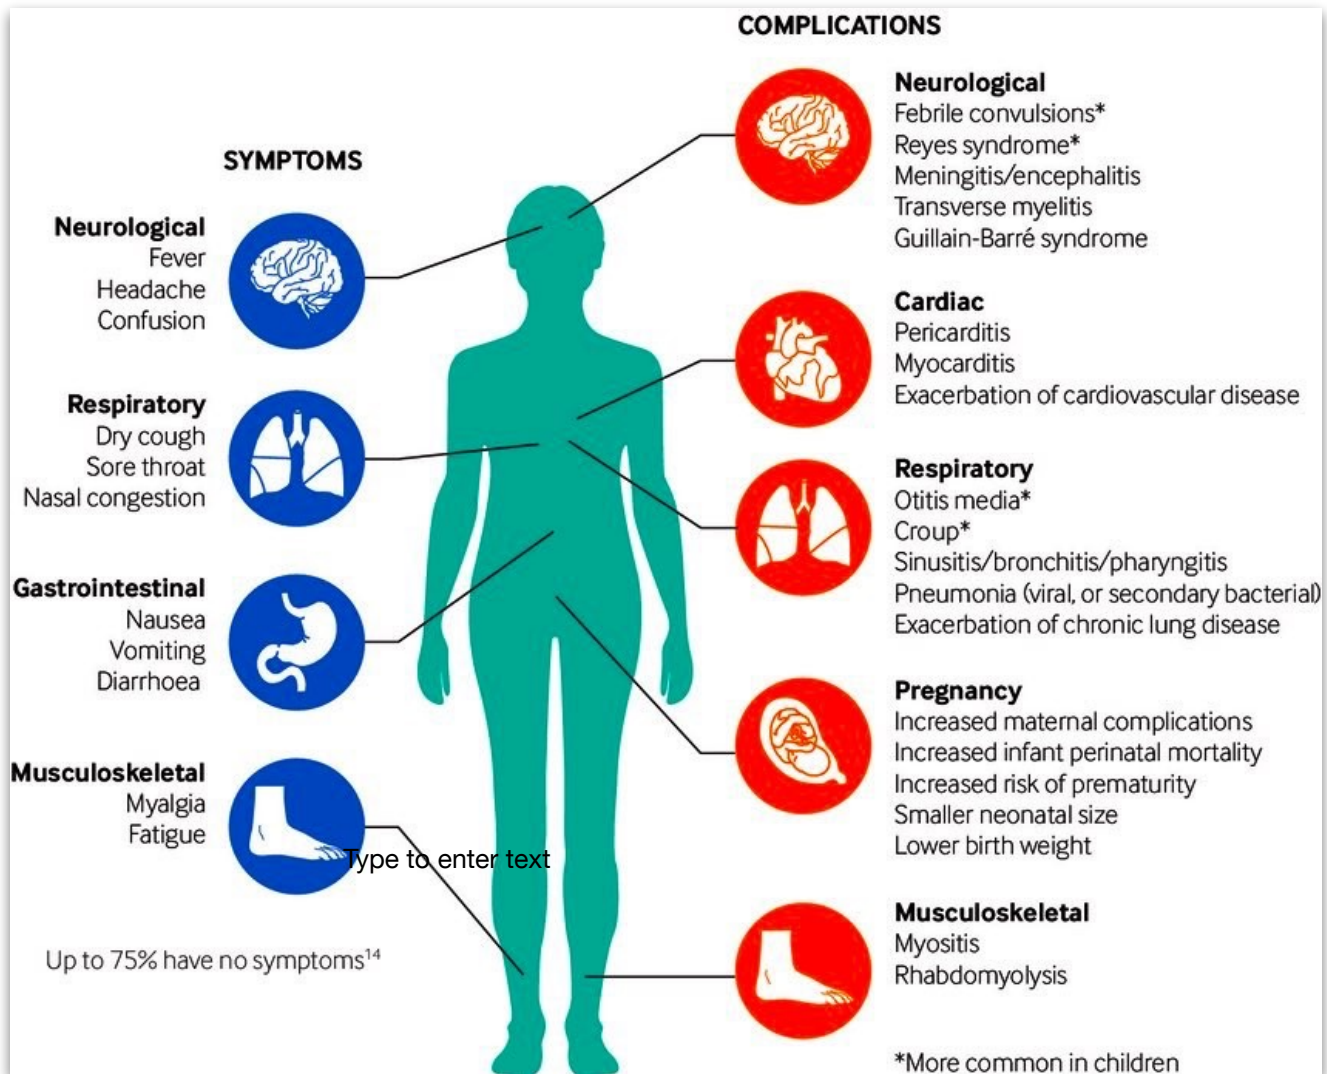 COMPLICATIONS
SYMPTOMS
Neurological
Fever
Headache
Confusion
Respiratory
Dry cough
Sore throat
Nasal congestion
Gastrointestinal
Nausea
Vomiting
Diarrhoea
Musculoskeletal
Myalgia
Fatigue
Type to enter text
Up to 75% have no symptoms¹⁴
Neurological
Febrile convulsions*
Reyes syndrome*
Meningitis/encephalitis
Transverse myelitis
Guillain-Barré syndrome
Cardiac
Pericarditis
Myocarditis
Exacerbation of cardiovascular disease
Respiratory
Otitis media*
Croup*
Sinusitis/bronchitis/pharyngitis
Pneumonia (viral, or secondary bacterial)
Exacerbation of chronic lung disease
Pregnancy
Increased maternal complications
Increased infant perinatal mortality
Increased risk of prematurity
Smaller neonatal size
Lower birth weight
Musculoskeletal
Myositis
Rhabdomyolysis
*More common in children